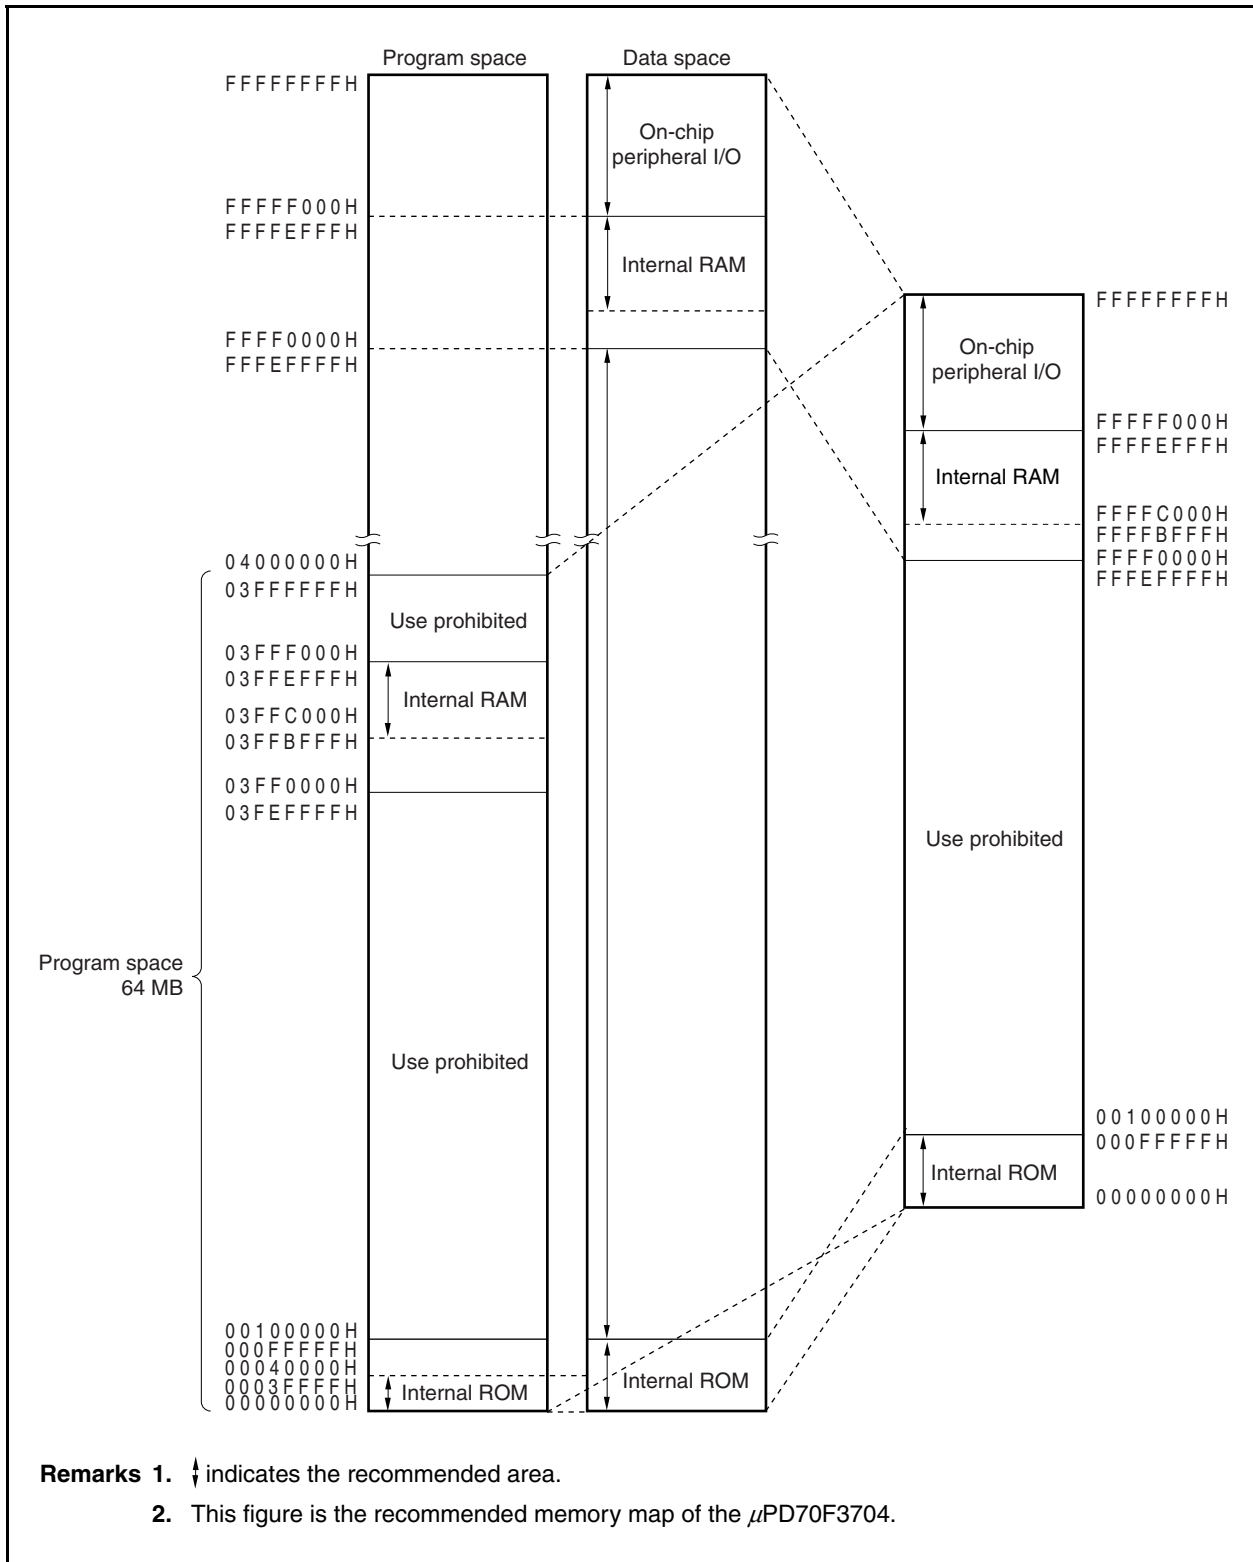 Program space
Data space
FFFFFFFFH
On-chip
peripheral I/O
FFFFF000H
FFFFEFFFH
Internal RAM
FFFF0000H
FFFEFFFFH
04000000H
03FFFFFFH
Use prohibited
03FFF000H
03FFEFFFH
Internal RAM
03FFC000H
03FFBFFFH
03FF0000H
03FEFFFFH
Program space
64 MB
Use prohibited
00100000H
000FFFFFH
00040000H
0003FFFFH
00000000H
Internal ROM
Internal ROM
FFFFFFFFH
On-chip
peripheral I/O
FFFFF000H
FFFFEFFFH
Internal RAM
FFFFC000H
FFFFBFFFH
FFFF0000H
FFFEFFFFH
Use prohibited
00100000H
000FFFFFH
Internal ROM
00000000H
Remarks 1. ↕ indicates the recommended area.
2. This figure is the recommended memory map of the μPD70F3704.